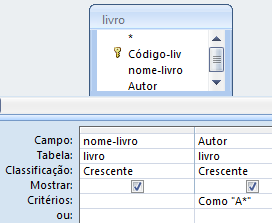 livro
*
Código-liv
nome-livro
Autor
Campo: nome-livro Autor
Tabela: livro livro
Classificação: Crescente Crescente
Mostrar:
Critérios: Como "A*"
ou: